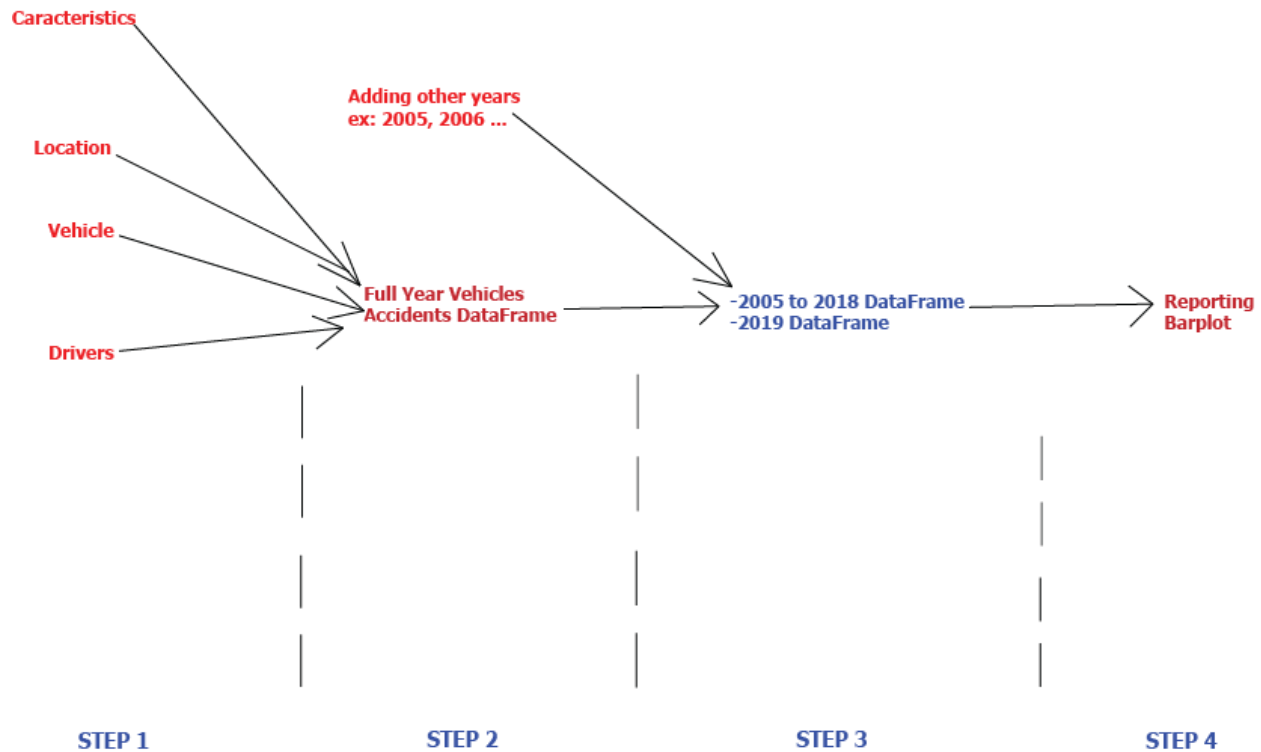 Caracteristics
Adding other years
ex: 2005, 2006 ...
Location
Vehicle
Full Year Vehicles
Accidents DataFrame
-2005 to 2018 DataFrame
-2019 DataFrame
Reporting
Barplot
Drivers
STEP 1
STEP 2
STEP 3
STEP 4